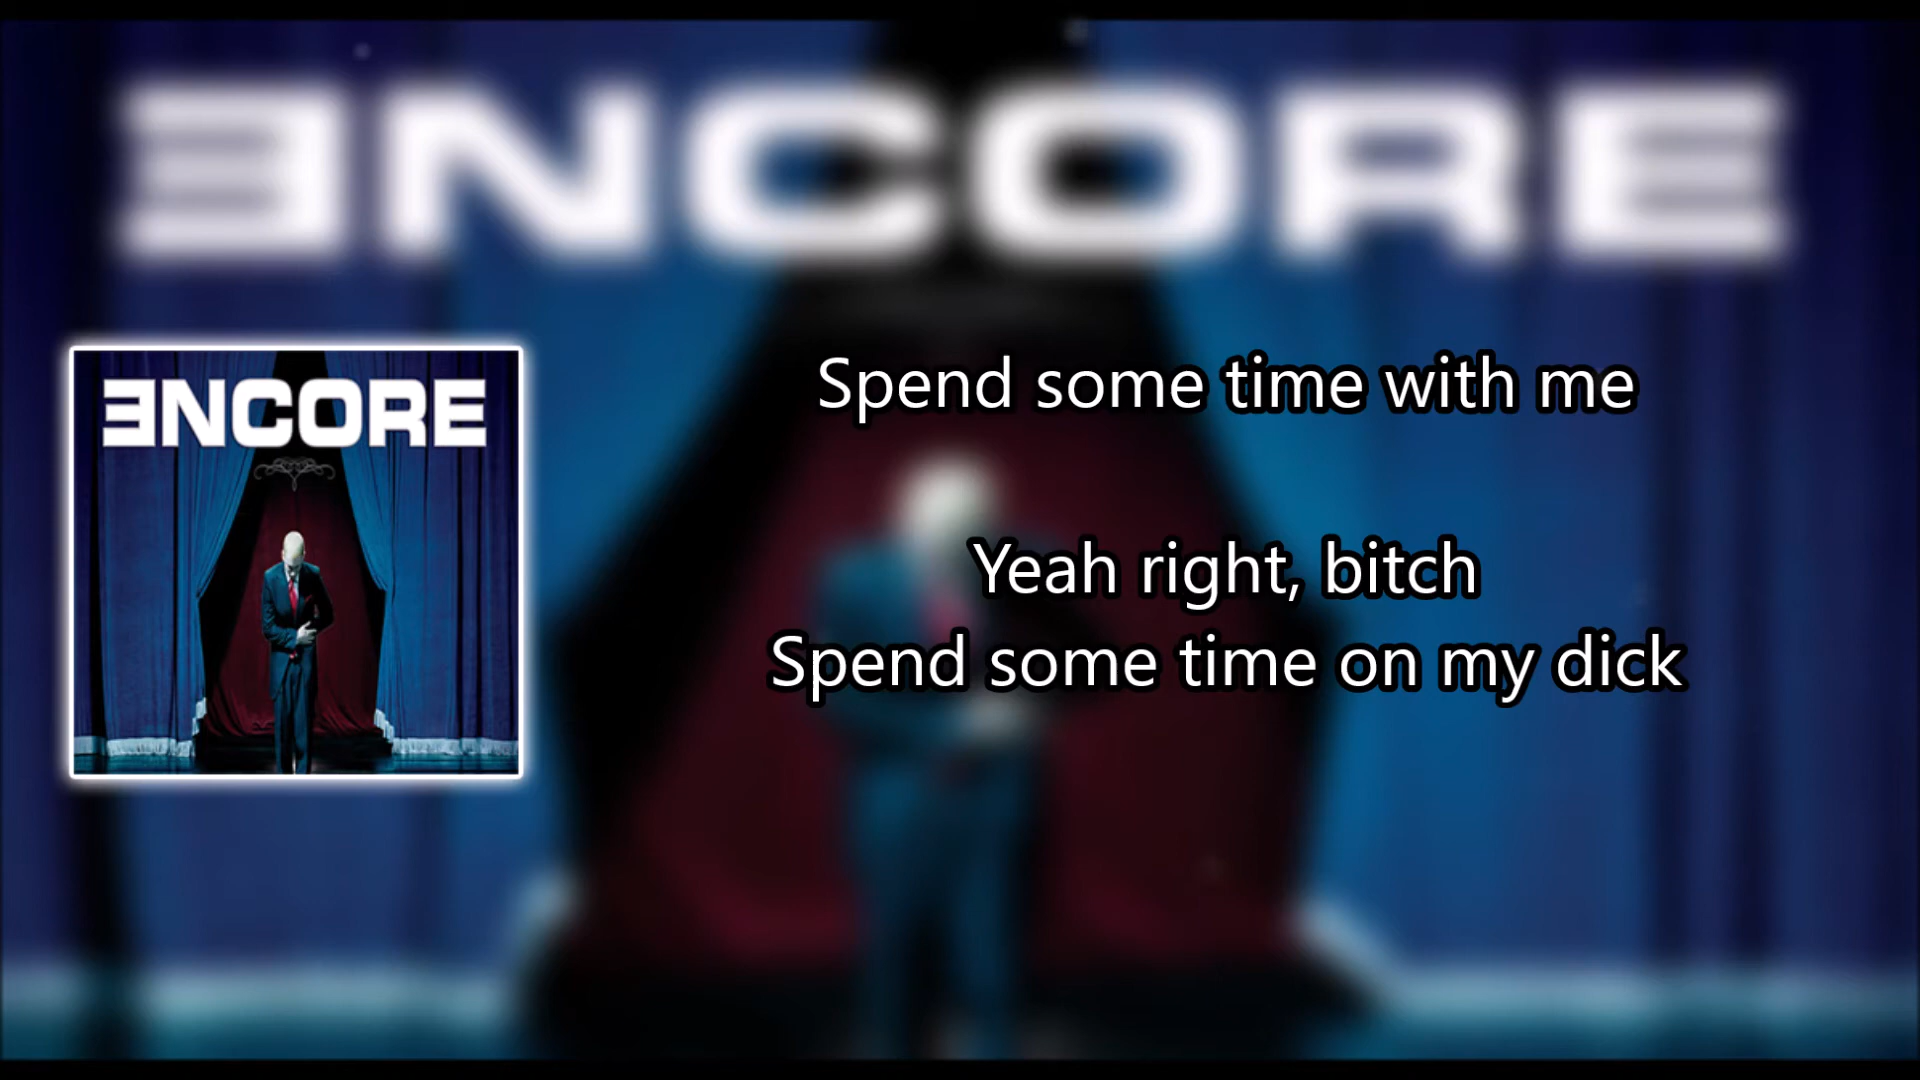 ƎNCORE
ƎNCORE
Spend some time with me
Yeah right, bitch
Spend some time on my dick